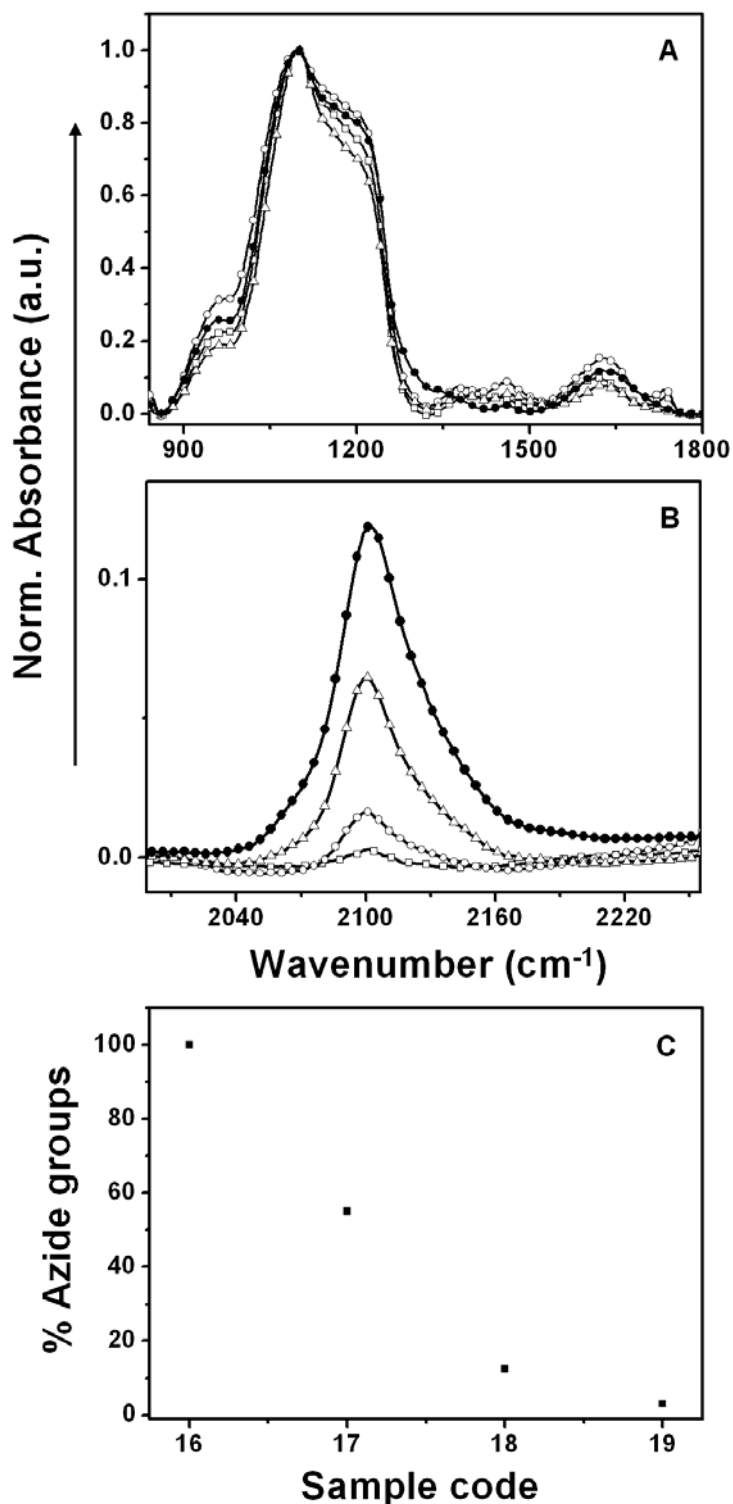 A
1.0
0.8
0.6
0.4
0.2
0.0
900 1200 1500 1800
Norm. Absorbance (a.u.)
B
0.1
0.0
2040 2100 2160 2220
Wavenumber (cm-1)
C
100
80
60
40
20
0
% Azide groups
16 17 18 19
Sample code